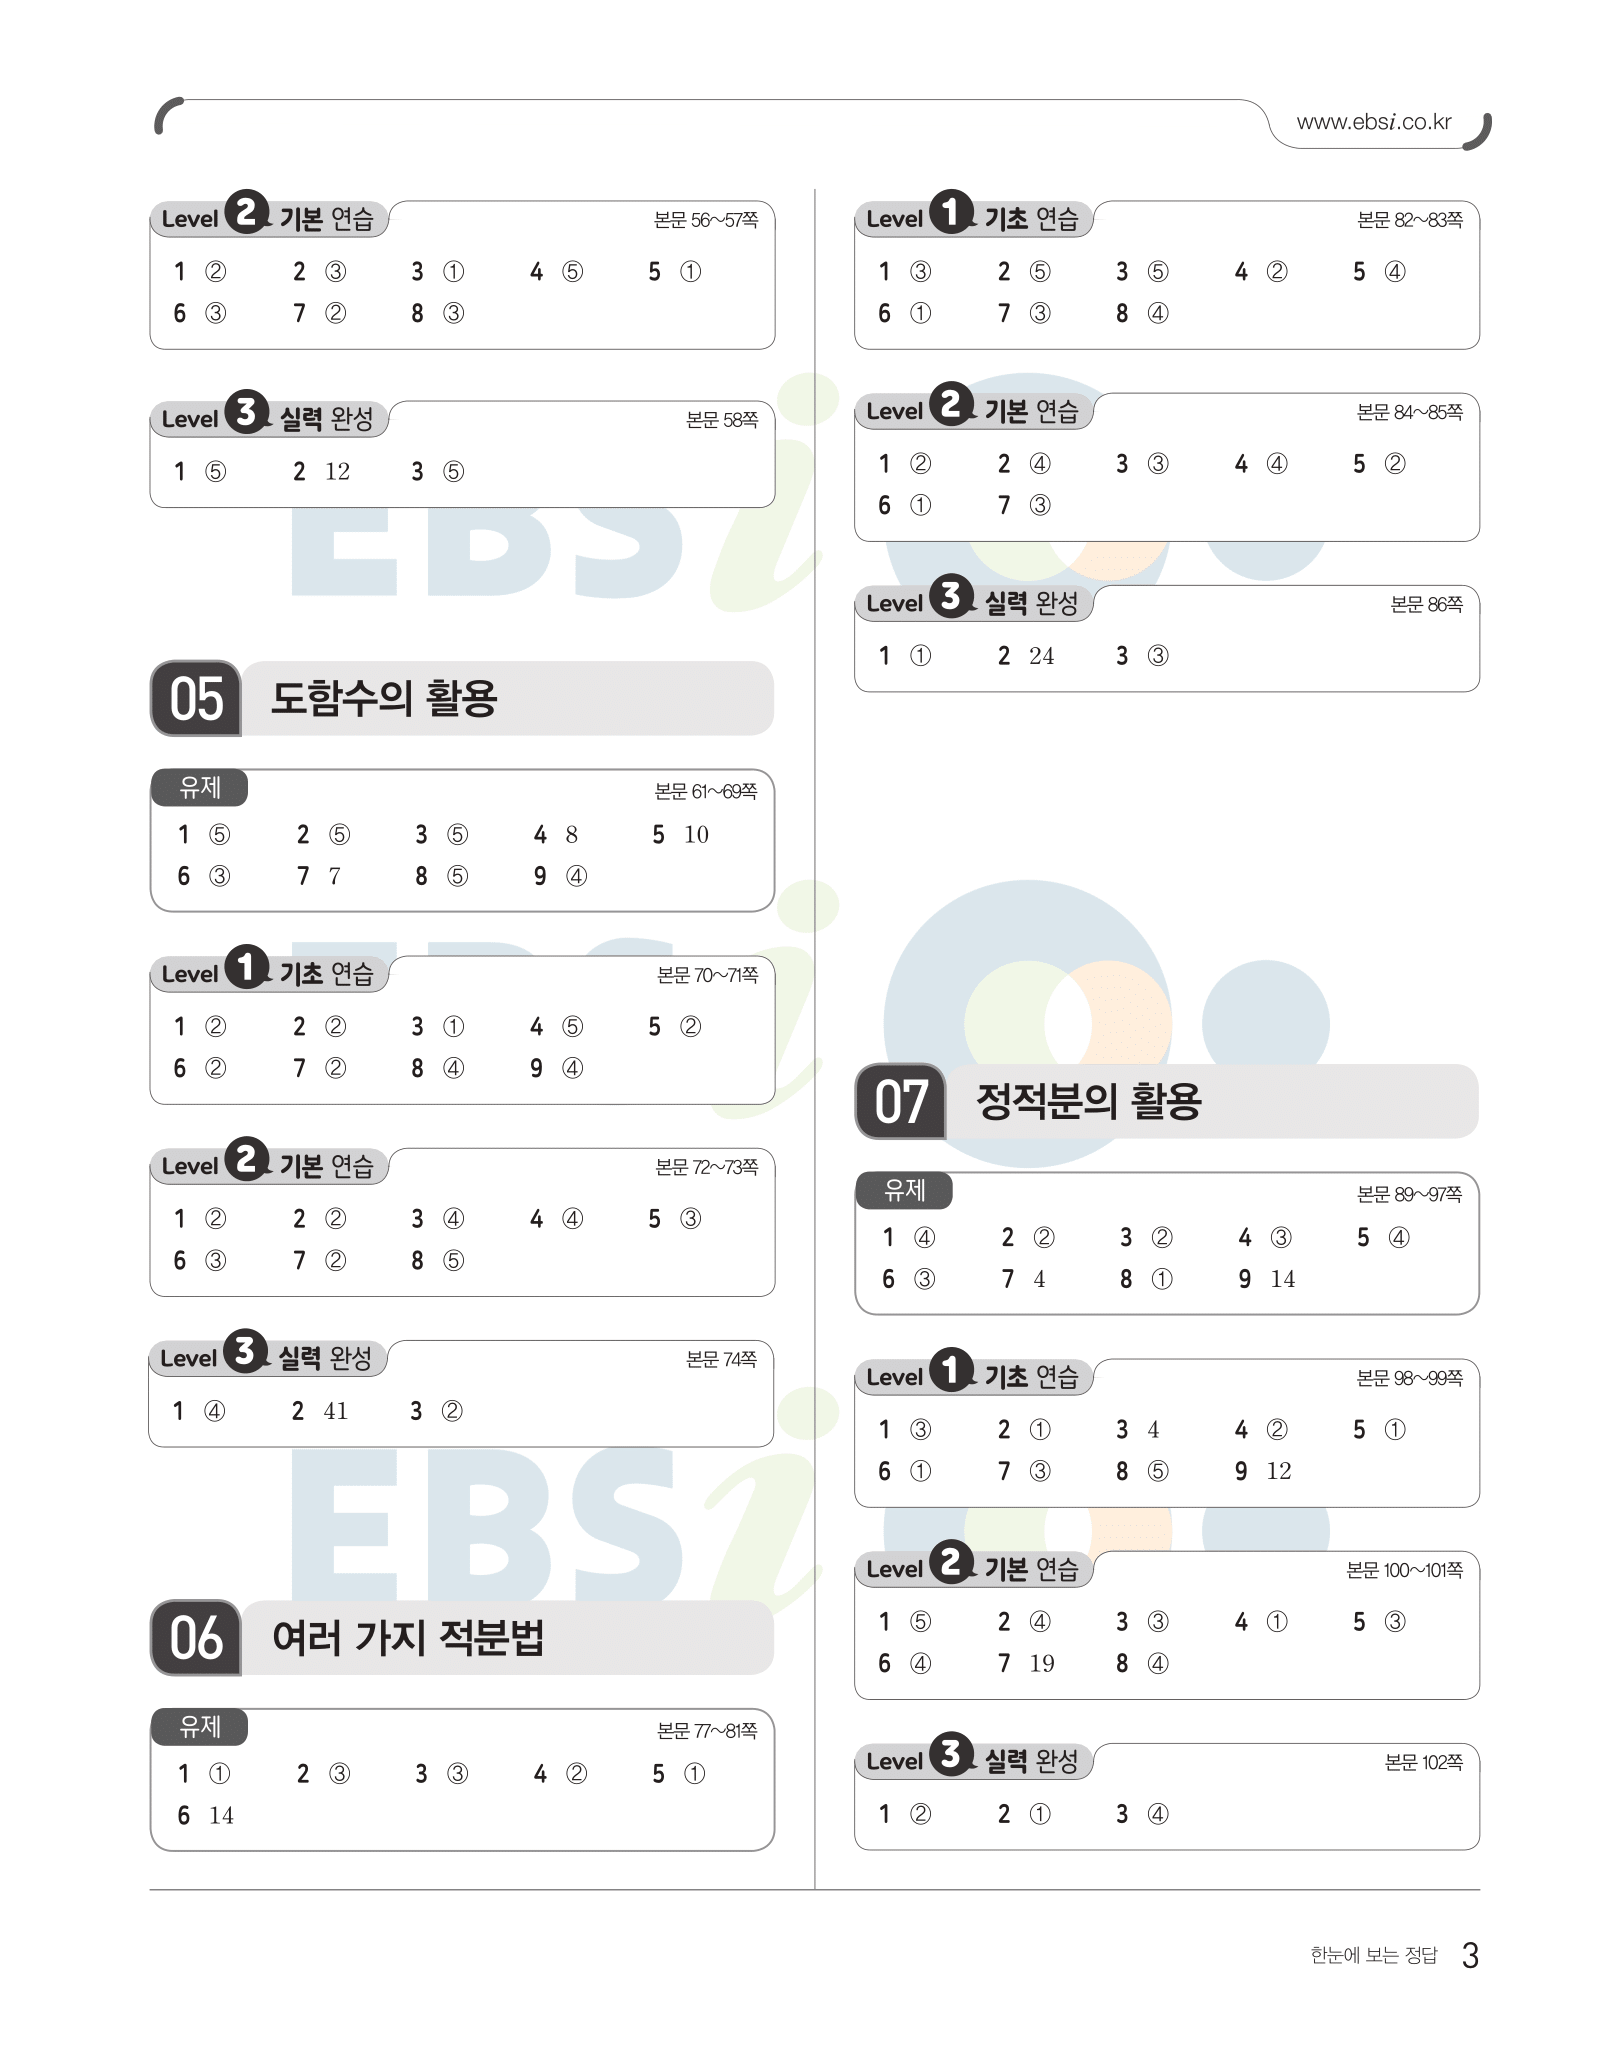 www.ebsi.co.kr
Level 2 기본 연습 본문 56~57쪽
1 ② 2 ③ 3 ① 4 ⑤ 5 ①
6 ③ 7 ② 8 ③
Level 3 실력 완성 본문 58쪽
1 ⑤ 2 12 3 ⑤
05 도함수의 활용
유제 본문 61~69쪽
1 ⑤ 2 ⑤ 3 ⑤ 4 8 5 10
6 ③ 7 7 8 ⑤ 9 ④
Level 1 기초 연습 본문 70~71쪽
1 ② 2 ② 3 ① 4 ⑤ 5 ②
6 ② 7 ② 8 ④ 9 ④
Level 2 기본 연습 본문 72~73쪽
1 ② 2 ② 3 ④ 4 ④ 5 ③
6 ③ 7 ② 8 ⑤
Level 3 실력 완성 본문 74쪽
1 ④ 2 41 3 ②
06 여러 가지 적분법
유제 본문 77~81쪽
1 ① 2 ③ 3 ③ 4 ② 5 ①
6 14
Level 1 기초 연습 본문 82~83쪽
1 ③ 2 ⑤ 3 ⑤ 4 ② 5 ④
6 ① 7 ③ 8 ④
Level 2 기본 연습 본문 84~85쪽
1 ② 2 ④ 3 ③ 4 ④ 5 ②
6 ① 7 ③
Level 3 실력 완성 본문 86쪽
1 ① 2 24 3 ③
07 정적분의 활용
유제 본문 89~97쪽
1 ④ 2 ② 3 ② 4 ③ 5 ④
6 ③ 7 4 8 ① 9 14
Level 1 기초 연습 본문 98~99쪽
1 ③ 2 ① 3 4 4 ② 5 ①
6 ① 7 ③ 8 ⑤ 9 12
Level 2 기본 연습 본문 100~101쪽
1 ⑤ 2 ④ 3 ③ 4 ① 5 ③
6 ④ 7 19 8 ④
Level 3 실력 완성 본문 102쪽
1 ② 2 ① 3 ④
EBSi
EBSi
EBSi
한눈에 보는 정답 3